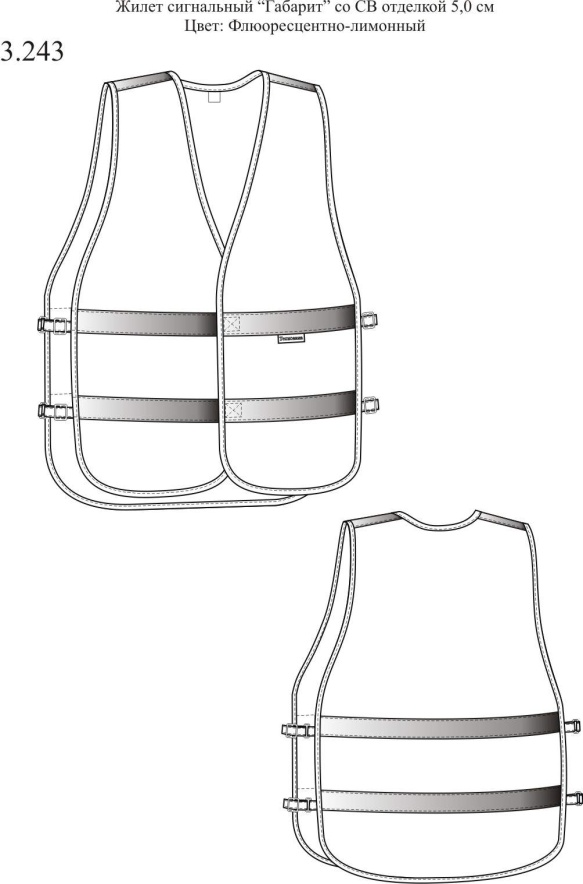 Жилет сигнальный “Габарит” со СВ отделкой 5,0 см
Цвет: Флюоресцентно-лимонный
3.243